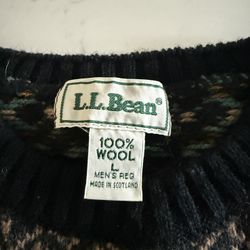 L.L.Bean®
100%
WOOL
L
MEN'S REG
MADE IN SCOTLAND